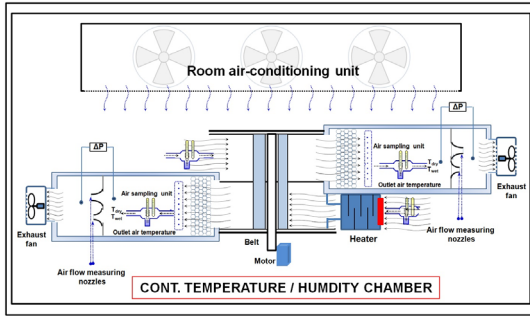 Room air-conditioning unit
ΔP
ΔP
Air sampling unit
Tdry
Twet
Outlet air temperature
Exhaust
fan
Air flow measuring
nozzles
Air sampling unit
Tdry
Twet
Outlet air temperature
Exhaust
fan
Air flow measuring
nozzles
Belt
Motor
Heater
CONT. TEMPERATURE / HUMDITY CHAMBER